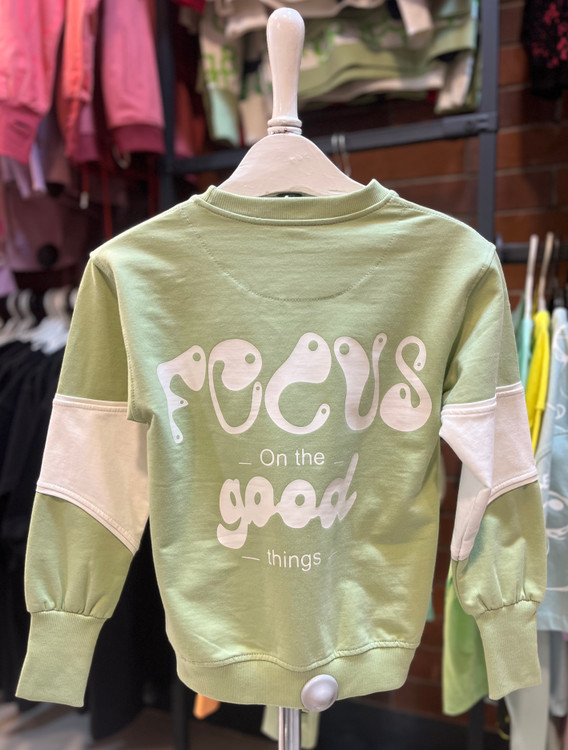 FOCUS
— On the —
good
— things —